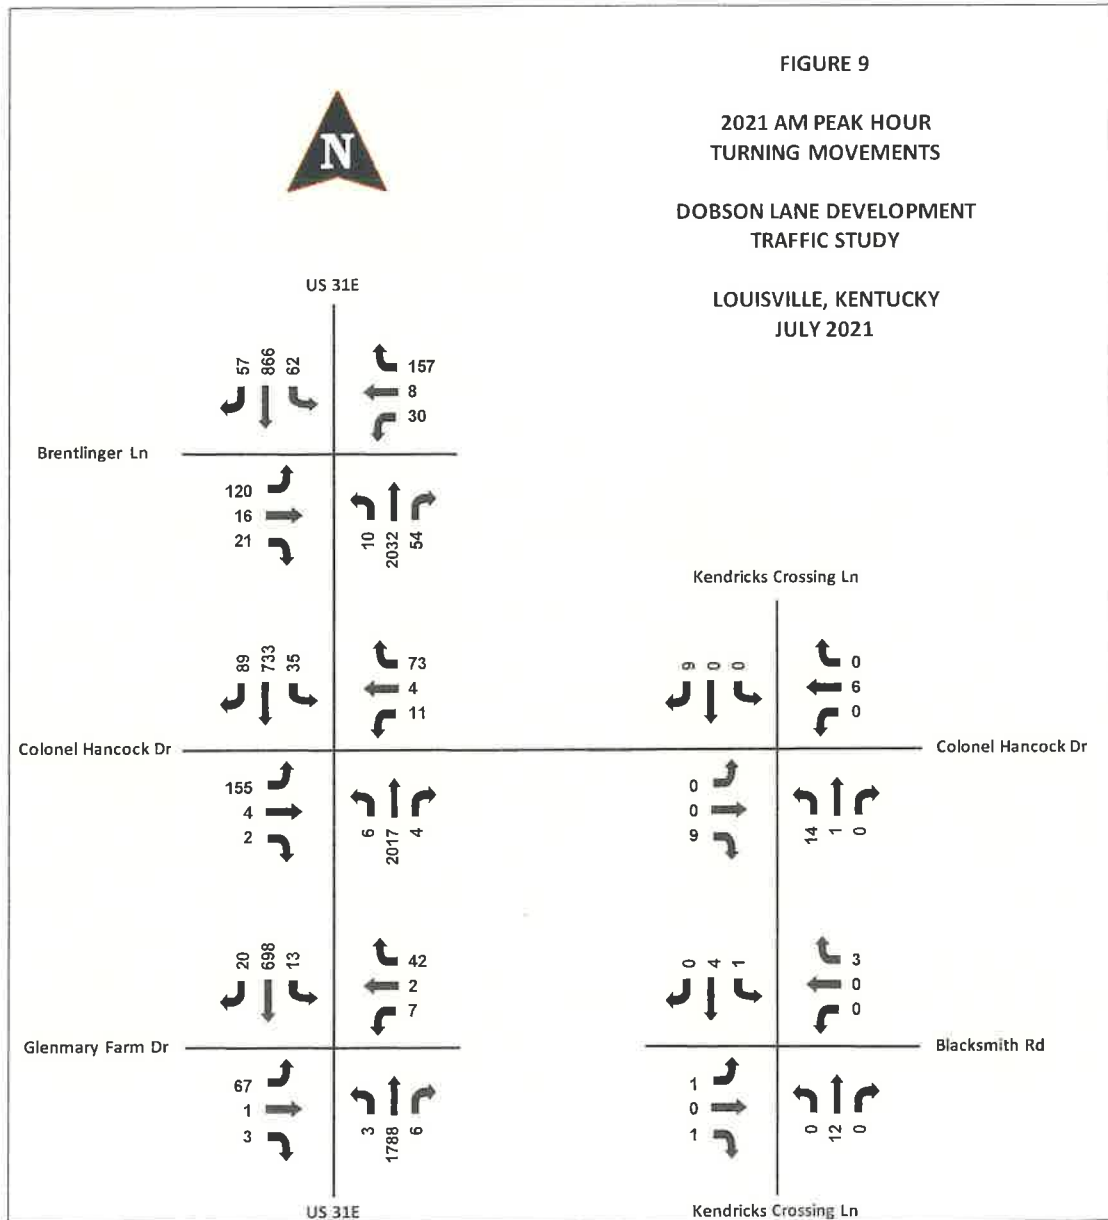 FIGURE 9
2021 AM PEAK HOUR
TURNING MOVEMENTS
DOBSON LANE DEVELOPMENT
TRAFFIC STUDY
LOUISVILLE, KENTUCKY
JULY 2021
N
US 31E
57 866 62
157
8
30
Brentlinger Ln
120
16
21
10 2032 54
89 733 35
73
4
11
Colonel Hancock Dr
155
4
2
6 2017 4
20 698 13
42
2
7
Glenmary Farm Dr
67
1
3
3 1788 6
US 31E
Kendricks Crossing Ln
9 0 0
0
6
0
Colonel Hancock Dr
0
0
9
14 1 0
0 4 1
3
0
0
Blacksmith Rd
1
0
1
0 12 0
Kendricks Crossing Ln